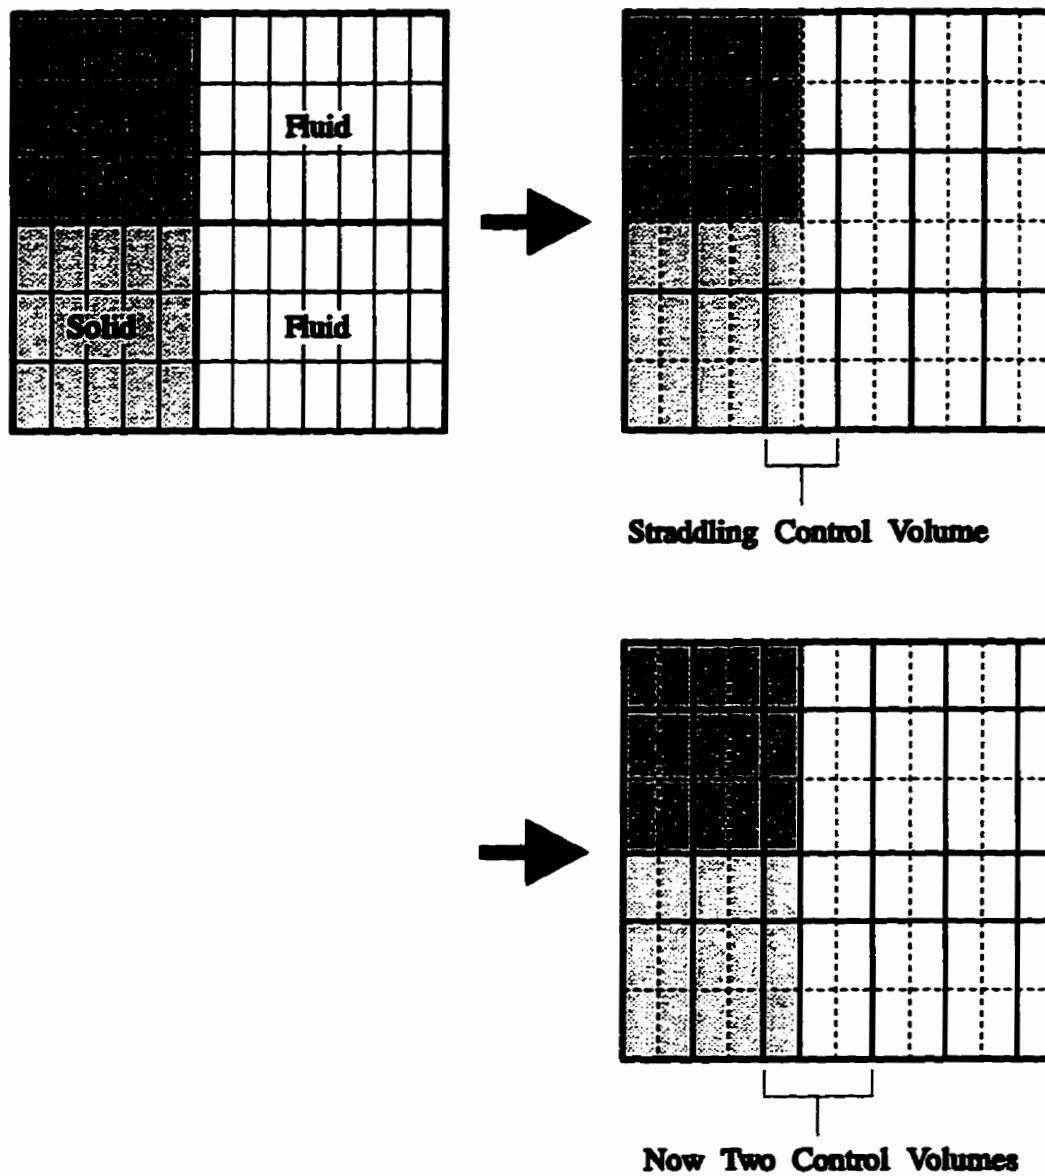 Fluid
Solid
Fluid
Straddling Control Volume
Now Two Control Volumes